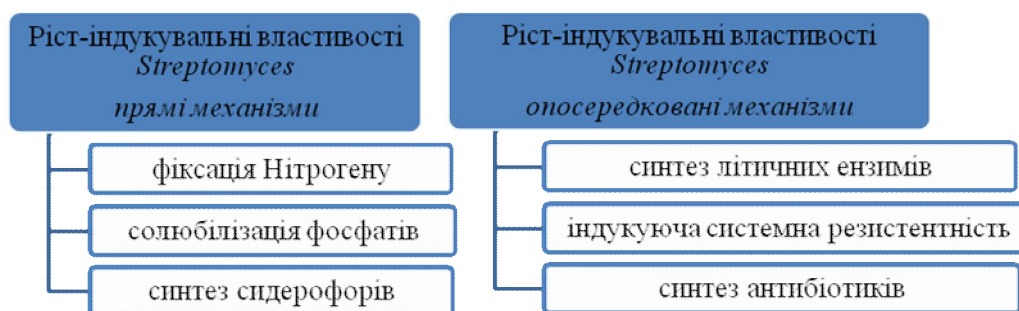 Ріст-індукувальні властивості
Streptomyces
прямі механізми
фіксація Нітрогену
солюбілізація фосфатів
синтез сидерофорів
Ріст-індукувальні властивості
Streptomyces
опосередковані механізми
синтез літичних ензимів
індукуюча системна резистентність
синтез антибіотиків